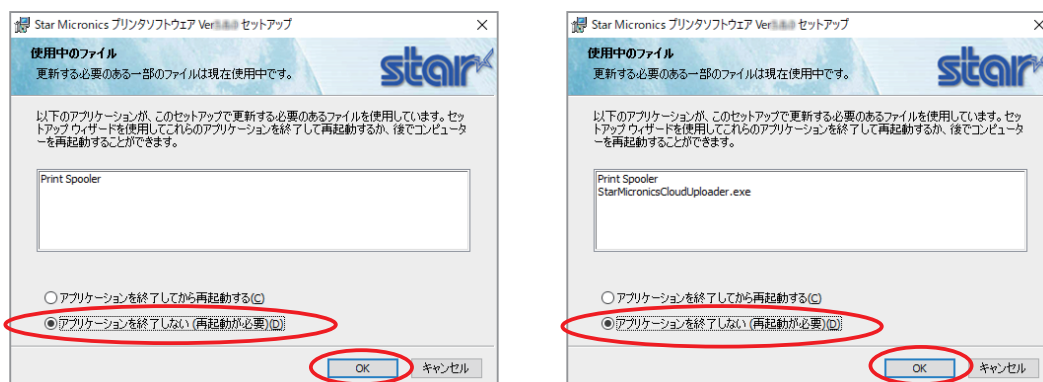 Star Micronics プリンタソフトウェア Ver セットアップ
使用中のファイル
更新する必要のある一部のファイルは現在使用中です。
star
以下のアプリケーションが、このセットアップで更新する必要のあるファイルを使用しています。セッ
トアップ ウィザードを使用してこれらのアプリケーションを終了して再起動するか、後でコンピュータ
ーを再起動することができます。
Print Spooler
アプリケーションを終了してから再起動する(C)
アプリケーションを終了しない (再起動が必要)(D)
OK
キャンセル
Star Micronics プリンタソフトウェア Ver セットアップ
使用中のファイル
更新する必要のある一部のファイルは現在使用中です。
star
以下のアプリケーションが、このセットアップで更新する必要のあるファイルを使用しています。セッ
トアップ ウィザードを使用してこれらのアプリケーションを終了して再起動するか、後でコンピュータ
ーを再起動することができます。
Print Spooler
StarMicronicsCloudUploader.exe
アプリケーションを終了してから再起動する(C)
アプリケーションを終了しない (再起動が必要)(D)
OK
キャンセル